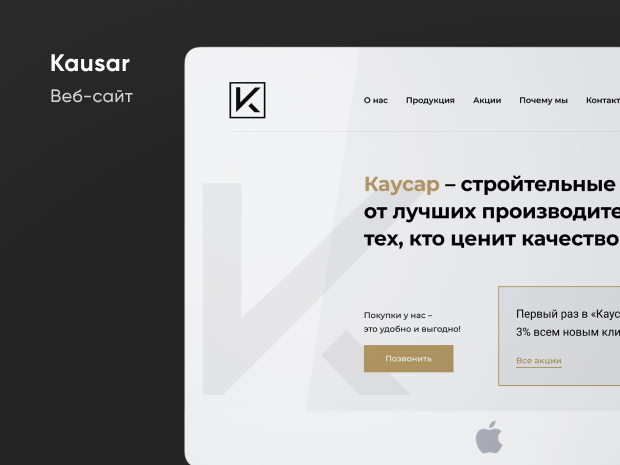 Kausar
Веб-сайт
О нас Продукция Акции Почему мы Контакт
Каусар – стройтельные
от лучших производите
тех, кто ценит качество
Покупки у нас –
это удобно и выгодно!
Позвонить
Первый раз в «Каус
3% всем новым кли
Все акции